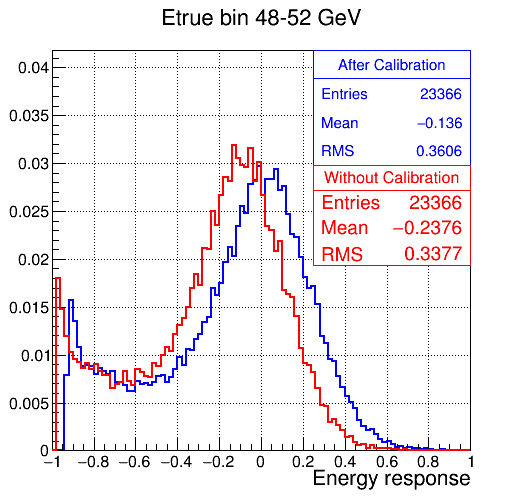 Etrue bin 48-52 GeV
After Calibration
Entries 23366
Mean −0.136
RMS 0.3606
Without Calibration
Entries 23366
Mean −0.2376
RMS 0.3377
0.04
0.035
0.03
0.025
0.02
0.015
0.01
0.005
0
−1 −0.8 −0.6 −0.4 −0.2 0 0.2 0.4 0.6 0.8 1
Energy response